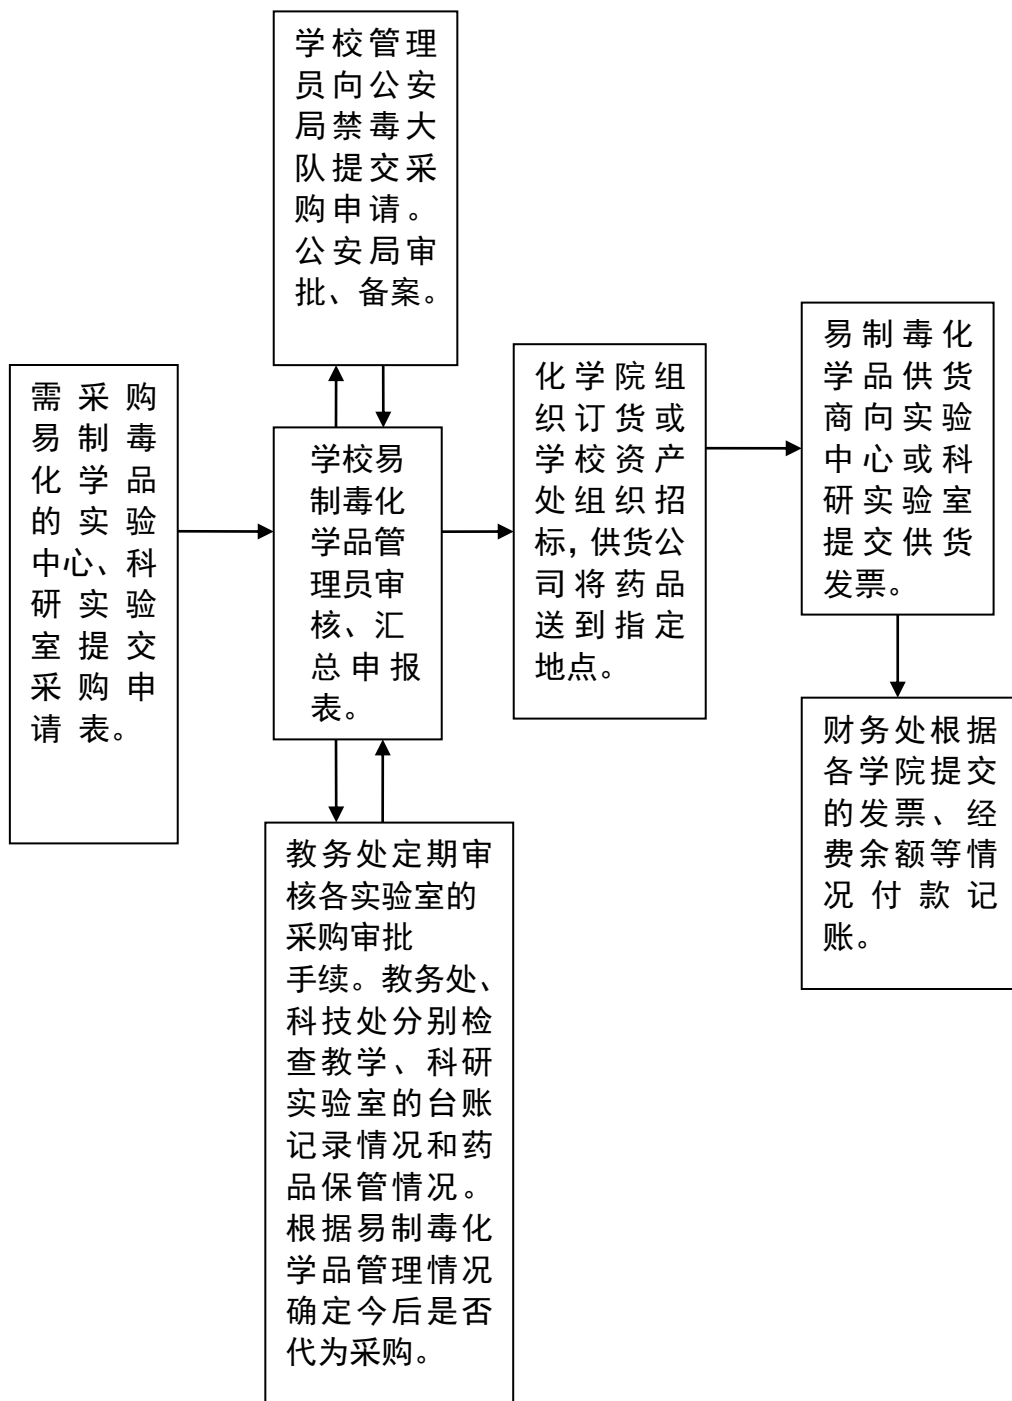 学校管理
员向公安
局禁毒大
队提交采
购申请。
公安局审
批、备案。
需采购
易制毒
化学品
的实验
中心、科
研实验
室提交
采购申
请表。
学校易
制毒化
学品管
理员审
核、汇
总申报
表。
化学院组
织订货或
学校资产
处组织招
标，供货公
司将药品
送到指定
地点。
易制毒化
学品供货
商向实验
中心或科
研实验室
提交供货
发票。
财务处根据
各学院提交
的发票、经
费余额等情
况付款记
账。
教务处定期审
核各实验室的
采购审批
手续。教务处、
科技处分别检
查教学、科研
实验室的台账
记录情况和药
品保管情况。
根据易制毒化
学品管理情况
确定今后是否
代为采购。